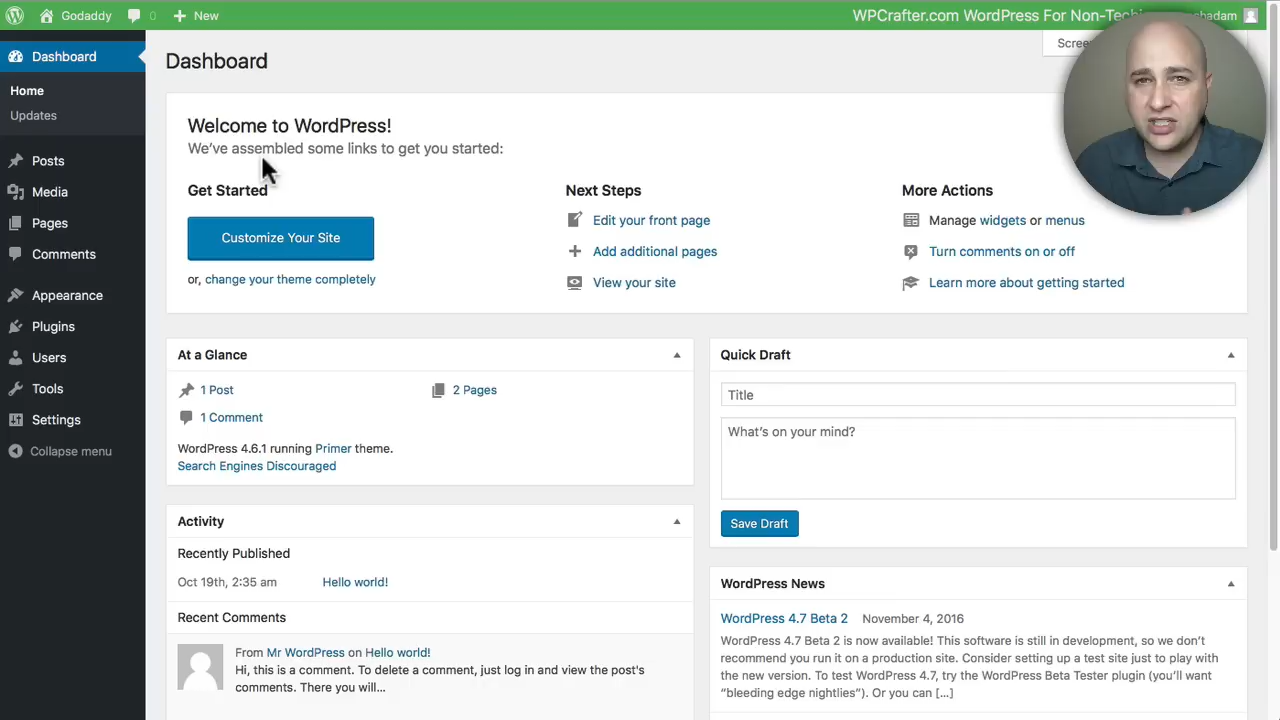 Godaddy 0 New WPCrafter.com WordPress For Non-Techi
Dashboard
Home
Updates
Posts
Media
Pages
Comments
Appearance
Plugins
Users
Tools
Settings
Collapse menu
Dashboard
Welcome to WordPress!
We've assembled some links to get you started:
Get Started
Customize Your Site
or, change your theme completely
Next Steps
Edit your front page
Add additional pages
View your site
More Actions
Manage widgets or menus
Turn comments on or off
Learn more about getting started
At a Glance
1 Post 2 Pages
1 Comment
WordPress 4.6.1 running Primer theme.
Search Engines Discouraged
Activity
Recently Published
Oct 19th, 2:35 am Hello world!
Recent Comments
From Mr WordPress on Hello world!
Hi, this is a comment. To delete a comment, just log in and view the post's
comments. There you will…
Quick Draft
Title
What's on your mind?
Save Draft
WordPress News
WordPress 4.7 Beta 2 November 4, 2016
WordPress 4.7 Beta 2 is now available! This software is still in development, so we don't
recommend you run it on a production site. Consider setting up a test site just to play with
the new version. To test WordPress 4.7, try the WordPress Beta Tester plugin (you'll want
"bleeding edge nightlies"). Or you can […]